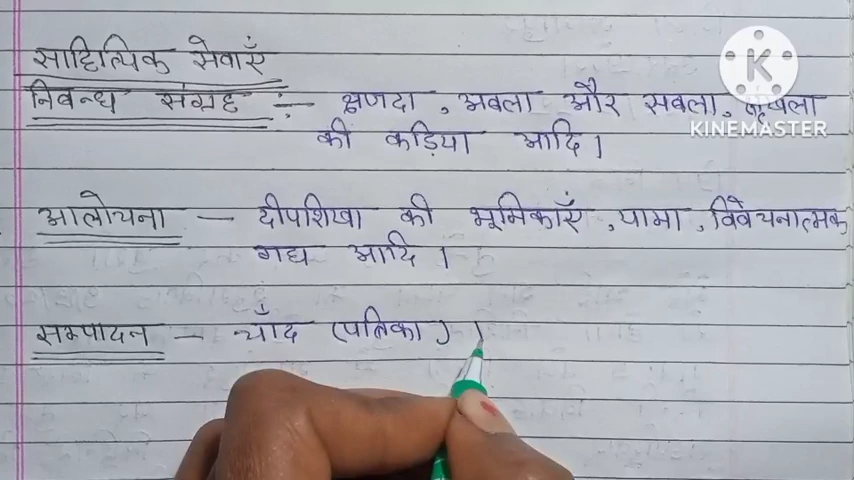 साहित्यिक सेवाएँ
निबन्ध संग्रह :- क्षणदा, अबला और सबला,
की कड़िया आदि।
आलोचना - दीपशिखा की भूमिकाएँ, यामा, विवेचनात्मक
गद्य आदि।
सम्पादन - चाँद (पत्रिका)।
K
KINEMASTER